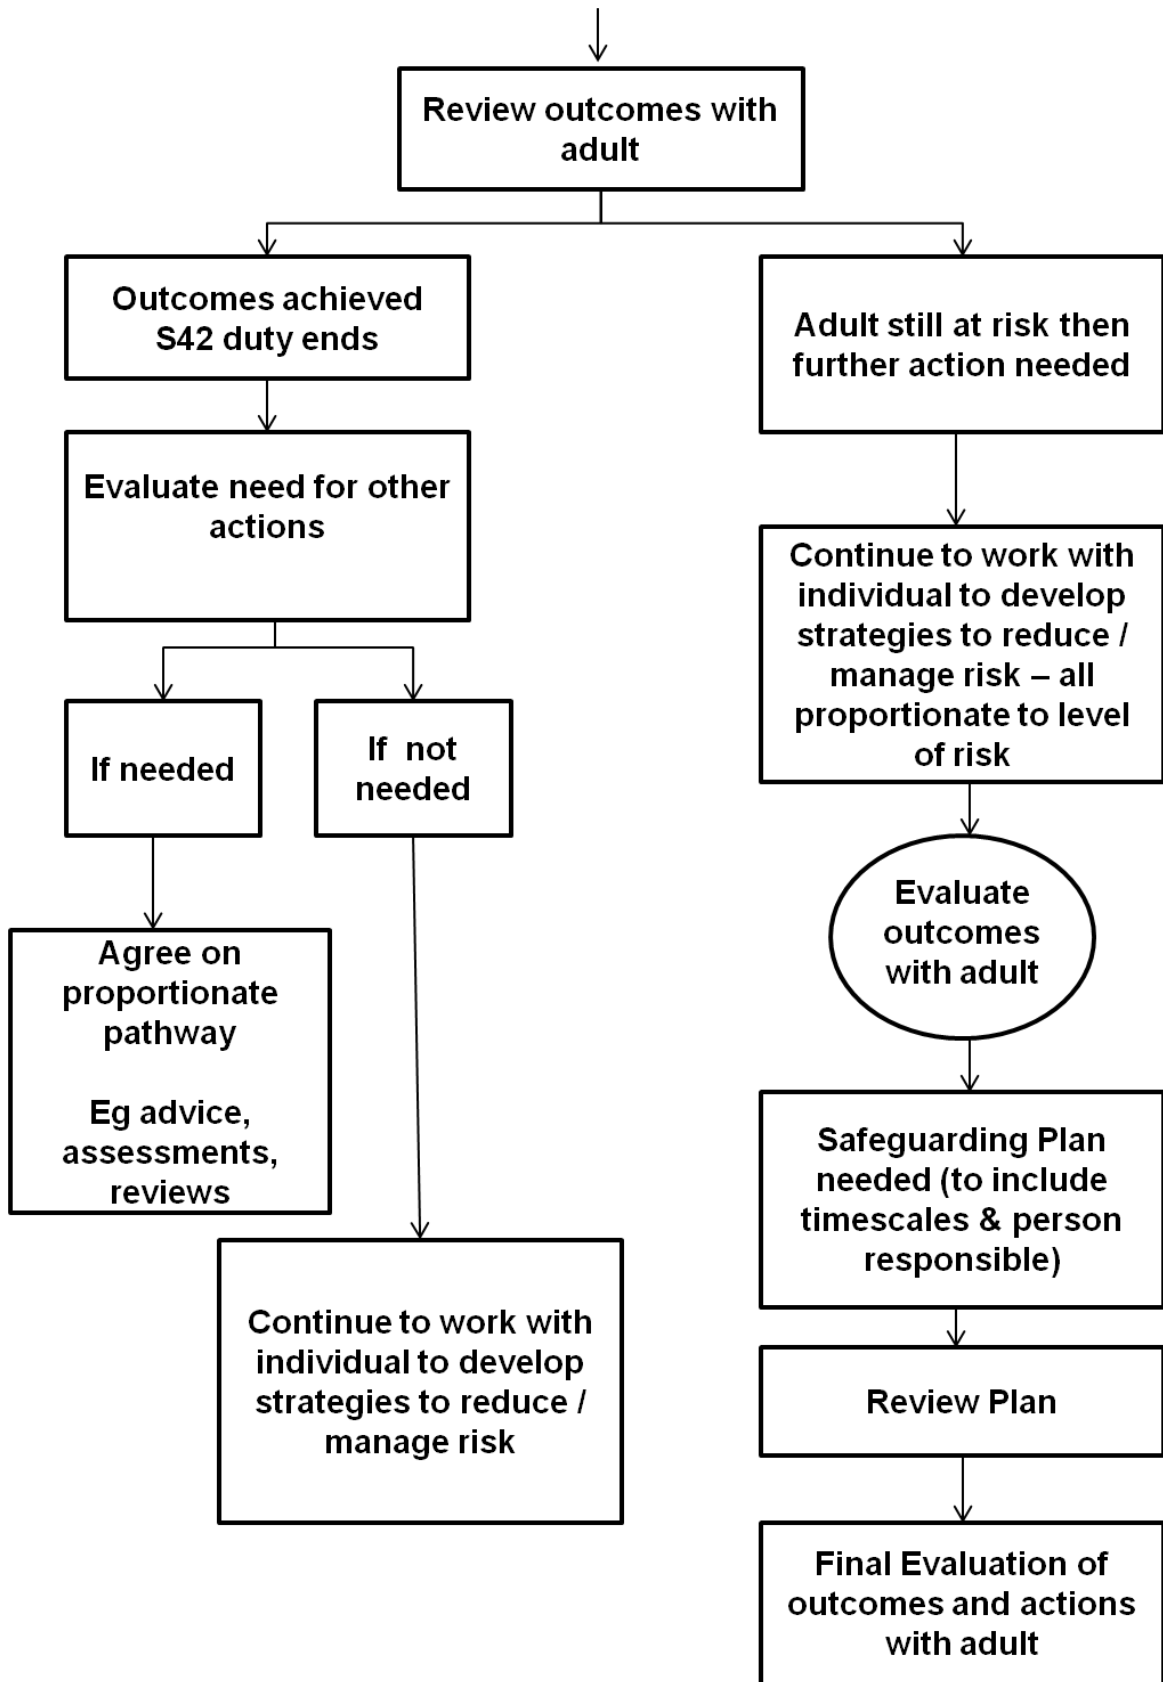 Review outcomes with
adult
Outcomes achieved
S42 duty ends
Evaluate need for other
actions
If needed
If not
needed
Agree on
proportionate
pathway
Eg advice,
assessments,
reviews
Continue to work with
individual to develop
strategies to reduce /
manage risk
Adult still at risk then
further action needed
Continue to work with
individual to develop
strategies to reduce /
manage risk – all
proportionate to level
of risk
Evaluate
outcomes
with adult
Safeguarding Plan
needed (to include
timescales & person
responsible)
Review Plan
Final Evaluation of
outcomes and actions
with adult